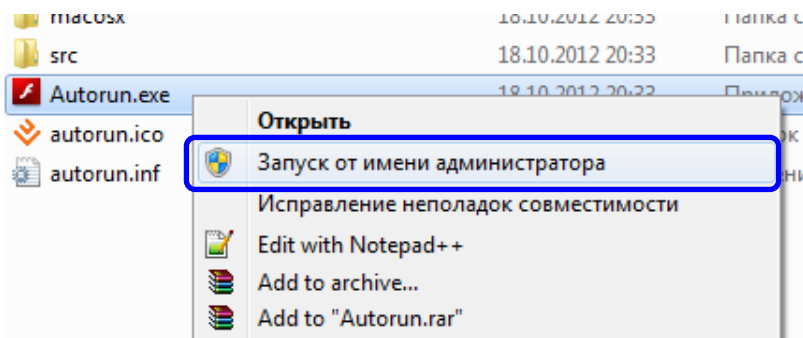 macosx 18.10.2012 20:33
src 18.10.2012 20:33 Папка с
Autorun.exe
autorun.ico
autorun.inf
Открыть
Запуск от имени администратора
Исправление неполадок совместимости
Edit with Notepad++
Add to archive...
Add to "Autorun.rar"